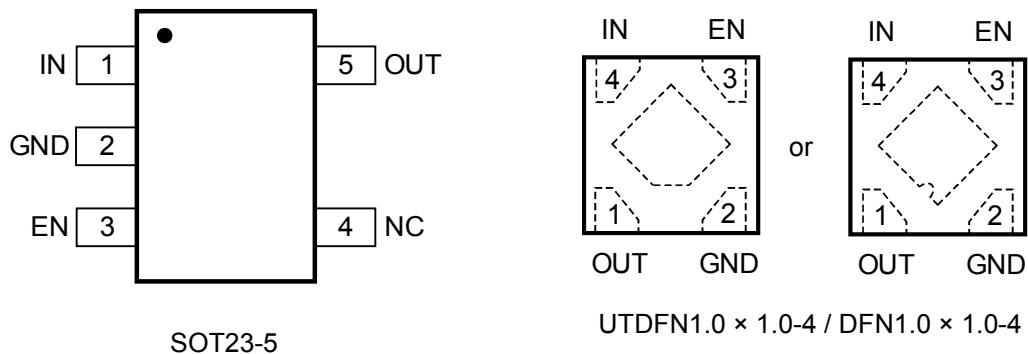 IN 1
5 OUT
GND 2
EN 3
4 NC
SOT23-5
IN EN
4 3
1 2
OUT GND
or
IN EN
4 3
1 2
OUT GND
UTDFN1.0 × 1.0-4 / DFN1.0 × 1.0-4